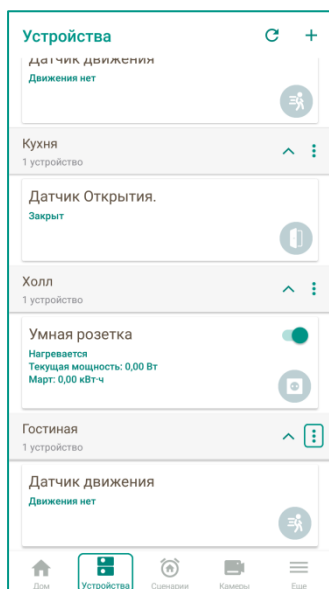 Устройства
Датчик движения
Движения нет
Кухня
1 устройство
Датчик Открытия.
Закрыт
Холл
1 устройство
Умная розетка
Нагревается
Текущая мощность: 0,00 Вт
Март: 0,00 кВт-ч
Гостиная
1 устройство
Датчик движения
Движения нет
Дом
Устройства
Сценарии
Камеры
Еще